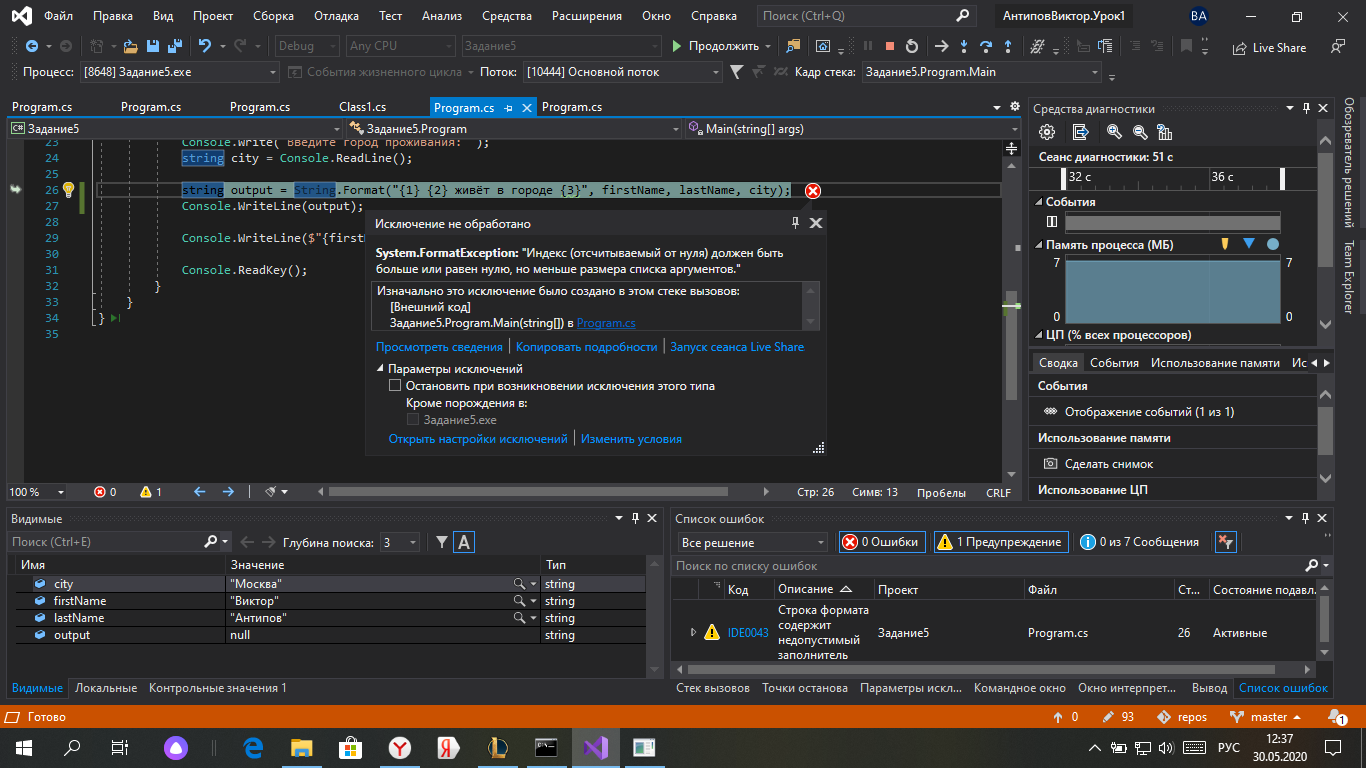 Файл Правка Вид Проект Сборка Отладка Тест Анализ Средства Расширения Окно Справка Поиск (Ctrl+Q) АнтиповВиктор.Урок1 ВА
Debug Any CPU Задание5 Продолжить Live Share
Процесс: [8648] Задание5.exe События жизненного цикла Поток: [10444] Основной поток Кадр стека: Задание5.Program.Main
Program.cs Program.cs Program.cs Class1.cs Program.cs Program.cs
C# Задание5 Задание5.Program Main(string[] args)
23 Console.Write("Введите город проживания: ");
24 string city = Console.ReadLine();
25
26 string output = String.Format("{1} {2} живёт в городе {3}", firstName, lastName, city);
27 Console.WriteLine(output);
28
29 Console.WriteLine($"{first
30
31 Console.ReadKey();
32 }
33 }
34 }
35
Исключение не обработано
System.FormatException: "Индекс (отсчитываемый от нуля) должен быть
больше или равен нулю, но меньше размера списка аргументов."
Изначально это исключение было создано в этом стеке вызовов:
[Внешний код]
Задание5.Program.Main(string[]) в Program.cs
Просмотреть сведения Копировать подробности Запуск сеанса Live Share
Параметры исключений
Остановить при возникновении исключения этого типа
Кроме порождения в:
Задание5.exe
Открыть настройки исключений Изменить условия
100 % 0 1 Стр: 26 Симв: 13 Пробелы CRLF
Средства диагностики
Сеанс диагностики: 51 с
32 с 36 с
События
Память процесса (МБ)
7 7
0 0
ЦП (% всех процессоров)
Сводка События Использование памяти Ис
События
Отображение событий (1 из 1)
Использование памяти
Сделать снимок
Использование ЦП
Обозреватель решений
Team Explorer
Видимые
Поиск (Ctrl+E) Глубина поиска: 3 A
Имя Значение Тип
city "Москва" string
firstName "Виктор" string
lastName "Антипов" string
output null string
Видимые Локальные Контрольные значения 1
Список ошибок
Все решение 0 Ошибки 1 Предупреждение 0 из 7 Сообщения
Поиск по списку ошибок
Код Описание Проект Файл Ст... Состояние подавл.
IDE0043 Строка формата содержит недопустимый заполнитель Задание5 Program.cs 26 Активные
Стек вызовов Точки останова Параметры искл... Командное окно Окно интерпрет... Вывод Список ошибок
Готово 0 93 repos master 1
РУС 12:37
30.05.2020